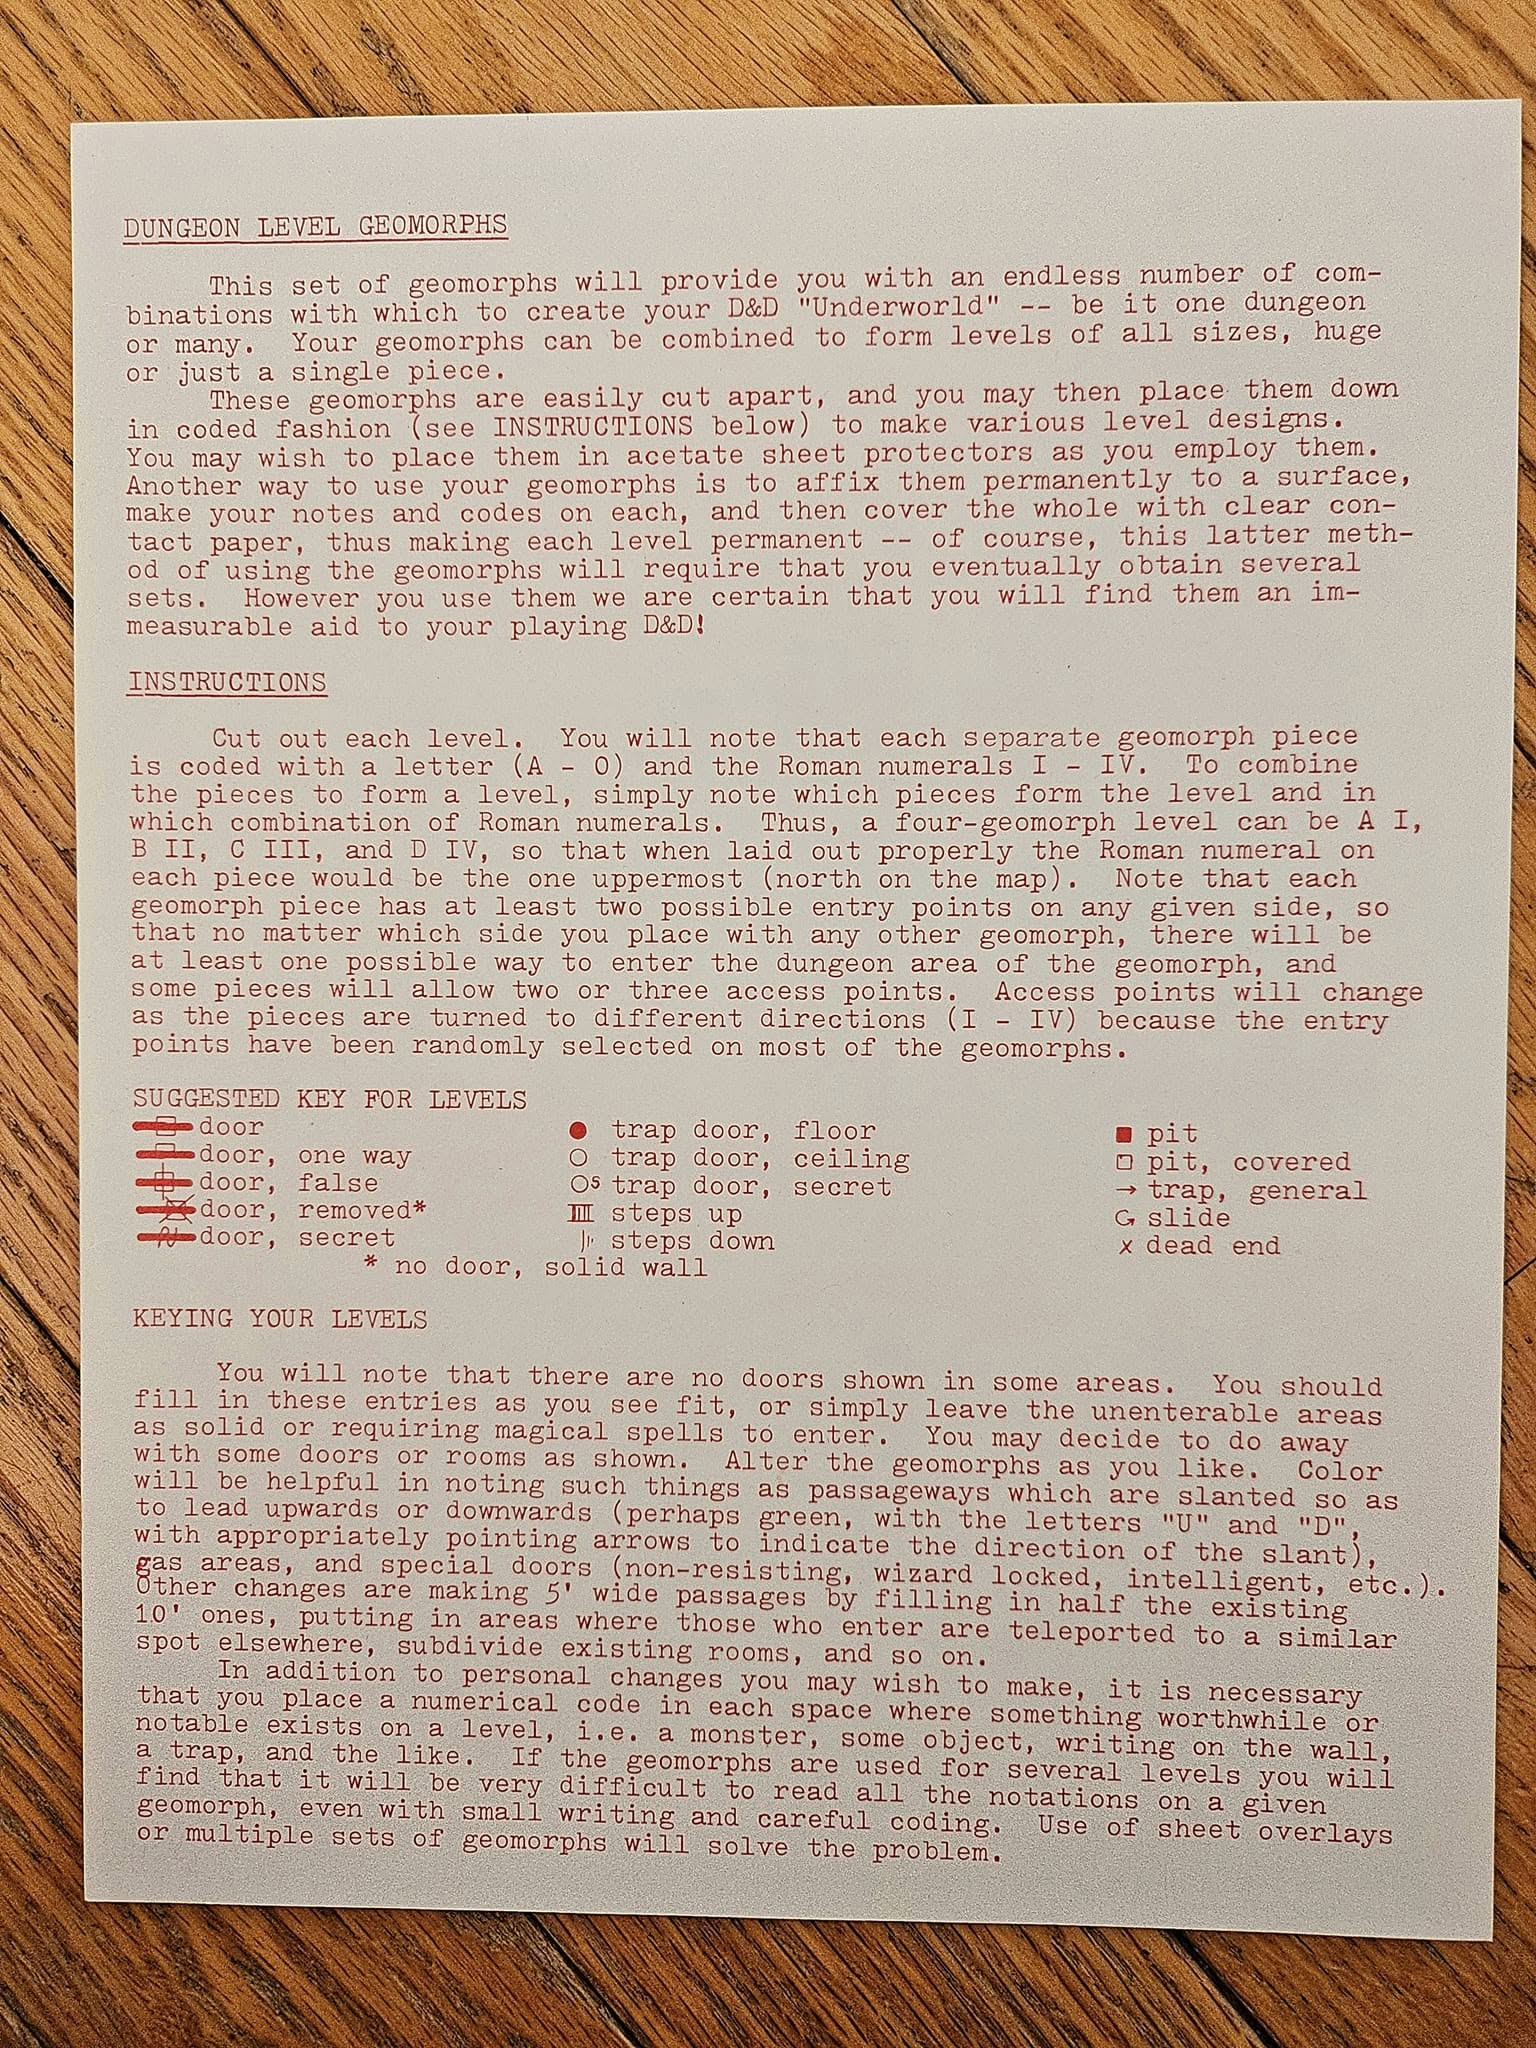 DUNGEON LEVEL GEOMORPHS
This set of geomorphs will provide you with an endless number of com-
binations with which to create your D&D "Underworld" -- be it one dungeon
or many. Your geomorphs can be combined to form levels of all sizes, huge
or just a single piece.
These geomorphs are easily cut apart, and you may then place them down
in coded fashion (see INSTRUCTIONS below) to make various level designs.
You may wish to place them in acetate sheet protectors as you employ them.
Another way to use your geomorphs is to affix them permanently to a surface,
make your notes and codes on each, and then cover the whole with clear con-
tact paper, thus making each level permanent -- of course, this latter meth-
od of using the geomorphs will require that you eventually obtain several
sets. However you use them we are certain that you will find them an im-
measurable aid to your playing D&D!
INSTRUCTIONS
Cut out each level. You will note that each separate geomorph piece
is coded with a letter (A - O) and the Roman numerals I - IV. To combine
the pieces to form a level, simply note which pieces form the level and in
which combination of Roman numerals. Thus, a four-geomorph level can be A I,
B II, C III, and D IV, so that when laid out properly the Roman numeral on
each piece would be the one uppermost (north on the map). Note that each
geomorph piece has at least two possible entry points on any given side, so
that no matter which side you place with any other geomorph, there will be
at least one possible way to enter the dungeon area of the geomorph, and
some pieces will allow two or three access points. Access points will change
as the pieces are turned to different directions (I - IV) because the entry
points have been randomly selected on most of the geomorphs.
SUGGESTED KEY FOR LEVELS
door
door, one way
door, false
door, removed*
door, secret
* no door, solid wall
trap door, floor
trap door, ceiling
S trap door, secret
steps up
steps down
pit
pit, covered
→ trap, general
slide
x dead end
KEYING YOUR LEVELS
You will note that there are no doors shown in some areas. You should
fill in these entries as you see fit, or simply leave the unenterable areas
as solid or requiring magical spells to enter. You may decide to do away
with some doors or rooms as shown. Alter the geomorphs as you like. Color
will be helpful in noting such things as passageways which are slanted so as
to lead upwards or downwards (perhaps green, with the letters "U" and "D",
with appropriately pointing arrows to indicate the direction of the slant),
gas areas, and special doors (non-resisting, wizard locked, intelligent, etc.).
Other changes are making 5' wide passages by filling in half the existing
10' ones, putting in areas where those who enter are teleported to a similar
spot elsewhere, subdivide existing rooms, and so on.
In addition to personal changes you may wish to make, it is necessary
that you place a numerical code in each space where something worthwhile or
notable exists on a level, i.e. a monster, some object, writing on the wall,
a trap, and the like. If the geomorphs are used for several levels you will
find that it will be very difficult to read all the notations on a given
geomorph, even with small writing and careful coding. Use of sheet overlays
or multiple sets of geomorphs will solve the problem.